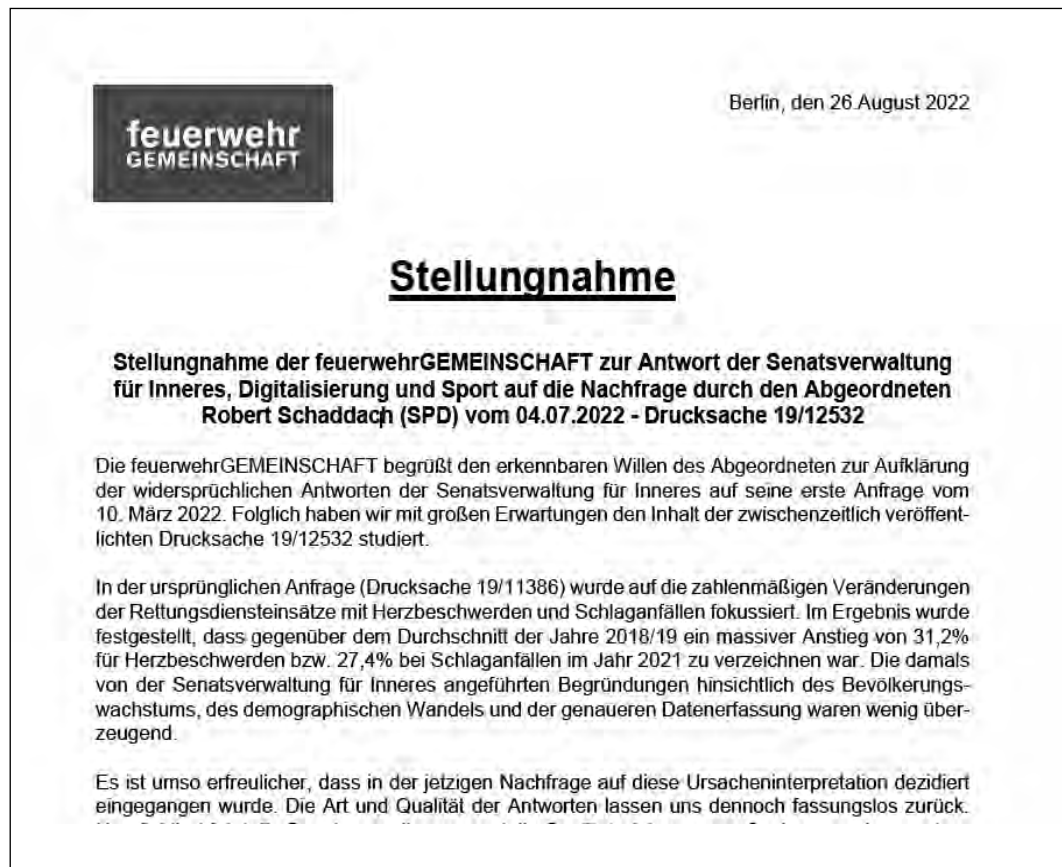 feuerwehr
GEMEINSCHAFT
Berlin, den 26 August 2022
Stellungnahme
Stellungnahme der feuerwehrGEMEINSCHAFT zur Antwort der Senatsverwaltung
für Inneres, Digitalisierung und Sport auf die Nachfrage durch den Abgeordneten
Robert Schaddach (SPD) vom 04.07.2022 - Drucksache 19/12532
Die feuerwehrGEMEINSCHAFT begrüßt den erkennbaren Willen des Abgeordneten zur Aufklärung
der widersprüchlichen Antworten der Senatsverwaltung für Inneres auf seine erste Anfrage vom
10. März 2022. Folglich haben wir mit großen Erwartungen den Inhalt der zwischenzeitlich veröffent-
lichten Drucksache 19/12532 studiert.
In der ursprünglichen Anfrage (Drucksache 19/11386) wurde auf die zahlenmäßigen Veränderungen
der Rettungsdiensteinsätze mit Herzbeschwerden und Schlaganfällen fokussiert. Im Ergebnis wurde
festgestellt, dass gegenüber dem Durchschnitt der Jahre 2018/19 ein massiver Anstieg von 31,2%
für Herzbeschwerden bzw. 27,4% bei Schlaganfällen im Jahr 2021 zu verzeichnen war. Die damals
von der Senatsverwaltung für Inneres angeführten Begründungen hinsichtlich des Bevölkerungs-
wachstums, des demographischen Wandels und der genaueren Datenerfassung waren wenig über-
zeugend.
Es ist umso erfreulicher, dass in der jetzigen Nachfrage auf diese Ursacheninterpretation dezidiert
eingegangen wurde. Die Art und Qualität der Antworten lassen uns dennoch fassungslos zurück.